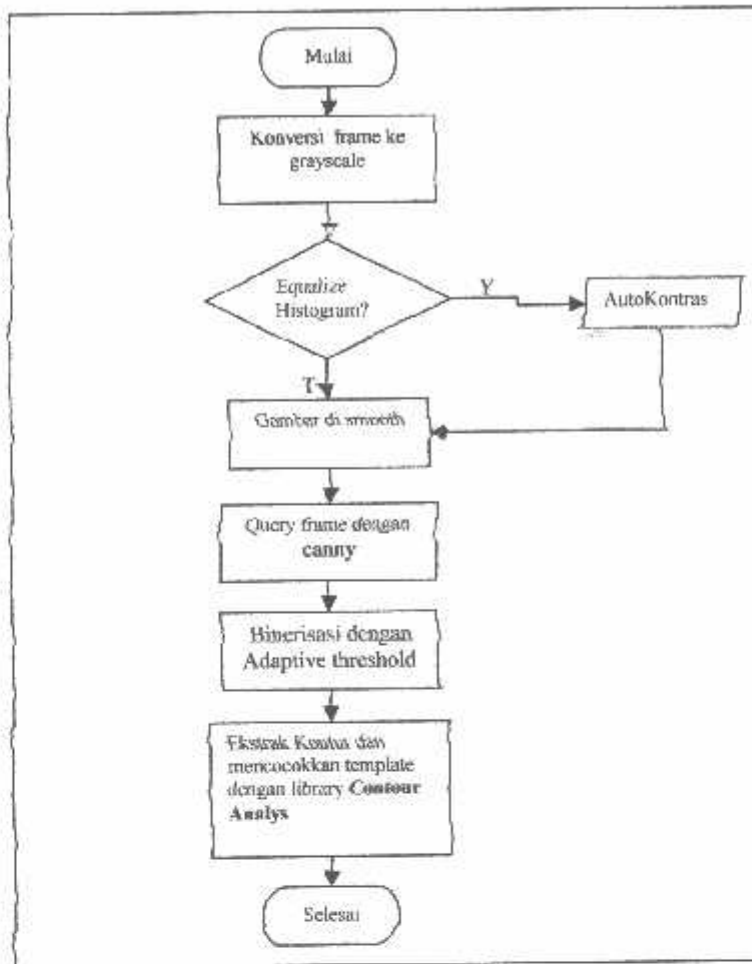 Mulai
Konversi frame ke
grayscale
Equalize
Histogram?
Y
AutoKontras
T
Gambar di smooth
Query frame dengan
canny
Binerisasi dengan
Adaptive threshold
Ekstrak Kontur dan
mencocokkan template
dengan library Contour
Analys
Selesai